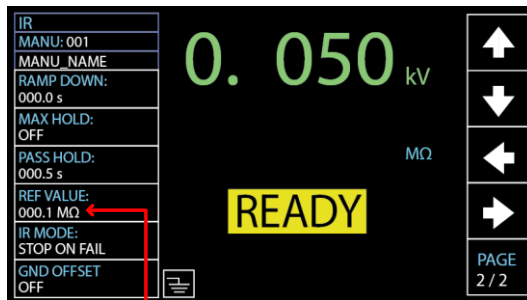 IR
MANU: 001
MANU_NAME
RAMP DOWN:
000.0 s
MAX HOLD:
OFF
PASS HOLD:
000.5 s
REF VALUE:
000.1 MΩ
IR MODE:
STOP ON FAIL
GND OFFSET
OFF
0. 050 kV
MΩ
READY
PAGE
2 / 2